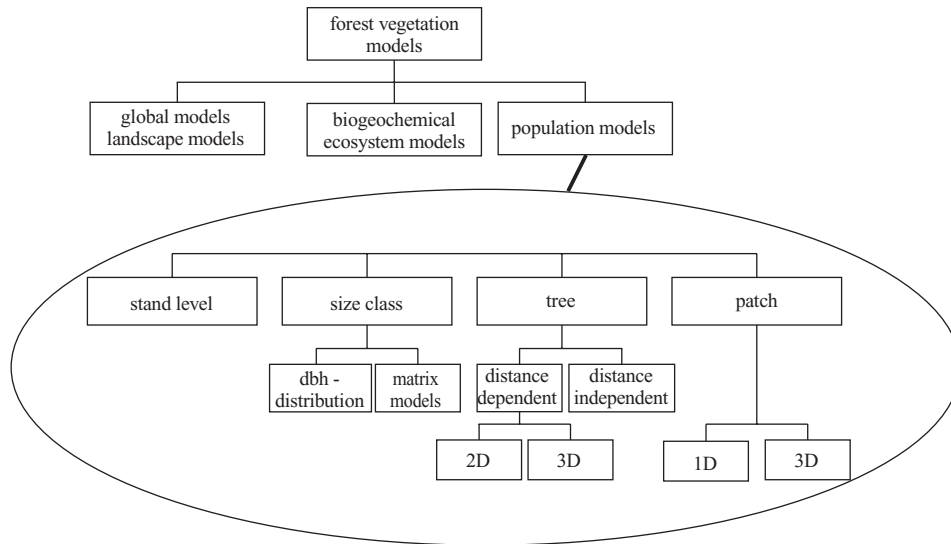 forest vegetation
models
global models
landscape models
biogeochemical
ecosystem models
population models
stand level
size class
tree
patch
dbh -
distribution
matrix
models
distance
dependent
distance
independent
2D
3D
1D
3D